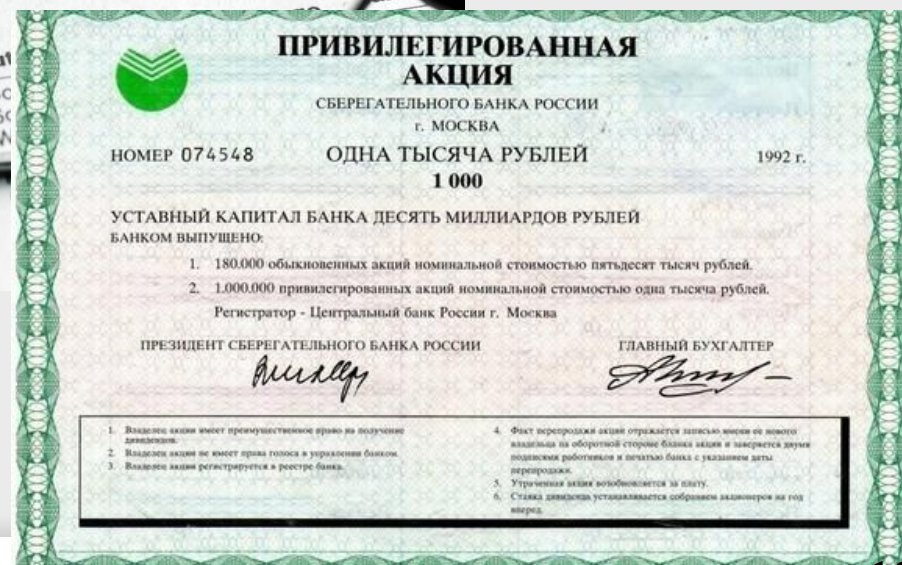 ПРИВИЛЕГИРОВАННАЯ
АКЦИЯ
СБЕРЕГАТЕЛЬНОГО БАНКА РОССИИ
г. МОСКВА
НОМЕР 074548 ОДНА ТЫСЯЧА РУБЛЕЙ 1992 г.
1 000
УСТАВНЫЙ КАПИТАЛ БАНКА ДЕСЯТЬ МИЛЛИАРДОВ РУБЛЕЙ
БАНКОМ ВЫПУЩЕНО:
1. 180.000 обыкновенных акций номинальной стоимостью пятьдесят тысяч рублей.
2. 1.000.000 привилегированных акций номинальной стоимостью одна тысяча рублей.
Регистратор - Центральный банк России г. Москва
ПРЕЗИДЕНТ СБЕРЕГАТЕЛЬНОГО БАНКА РОССИИ
ГЛАВНЫЙ БУХГАЛТЕР
1. Владелец акции имеет преимущественное право на получение
дивидендов.
2. Владелец акции не имеет права голоса в управлении банком.
3. Владелец акции регистрируется в реестре банка.
4. Факт перепродажи акции отражается записью имени ее нового
владельца на оборотной стороне бланка акции и заверяется двумя
подписями работников и печатью банка с указанием даты
перепродажи.
5. Утраченная акция возобновляется за плату.
6. Ставка дивиденда устанавливается собранием акционеров на год
вперед.